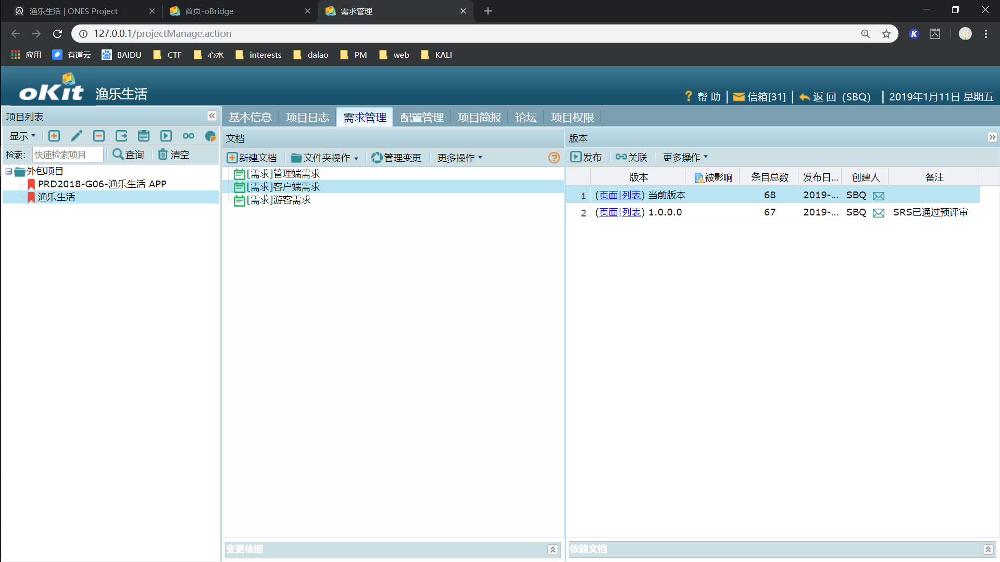 渔乐生活 | ONES Project
首页-oBridge
需求管理
127.0.0.1/projectManage.action
应用 有道云 BAIDU CTF 心水 interests dalao PM web KALI
oKit 渔乐生活
? 帮 助 | 信箱[31] | 返 回（SBQ） | 2019年1月11日 星期五
项目列表
基本信息 项目日志 需求管理 配置管理 项目简报 论坛 项目权限
显示
检索: 快速检索项目 查询 清空
外包项目
PRD2018-G06-渔乐生活 APP
渔乐生活
文档
新建文档 文件夹操作 管理变更 更多操作 ?
[需求]管理端需求
[需求]客户端需求
[需求]游客需求
变更依据
版本
发布 关联 更多操作
版本 被影响 条目总数 发布日... 创建人 备注
1 (页面|列表) 当前版本 68 2019-... SBQ
2 (页面|列表) 1.0.0.0 67 2019-... SBQ SRS已通过预评审
依赖文档